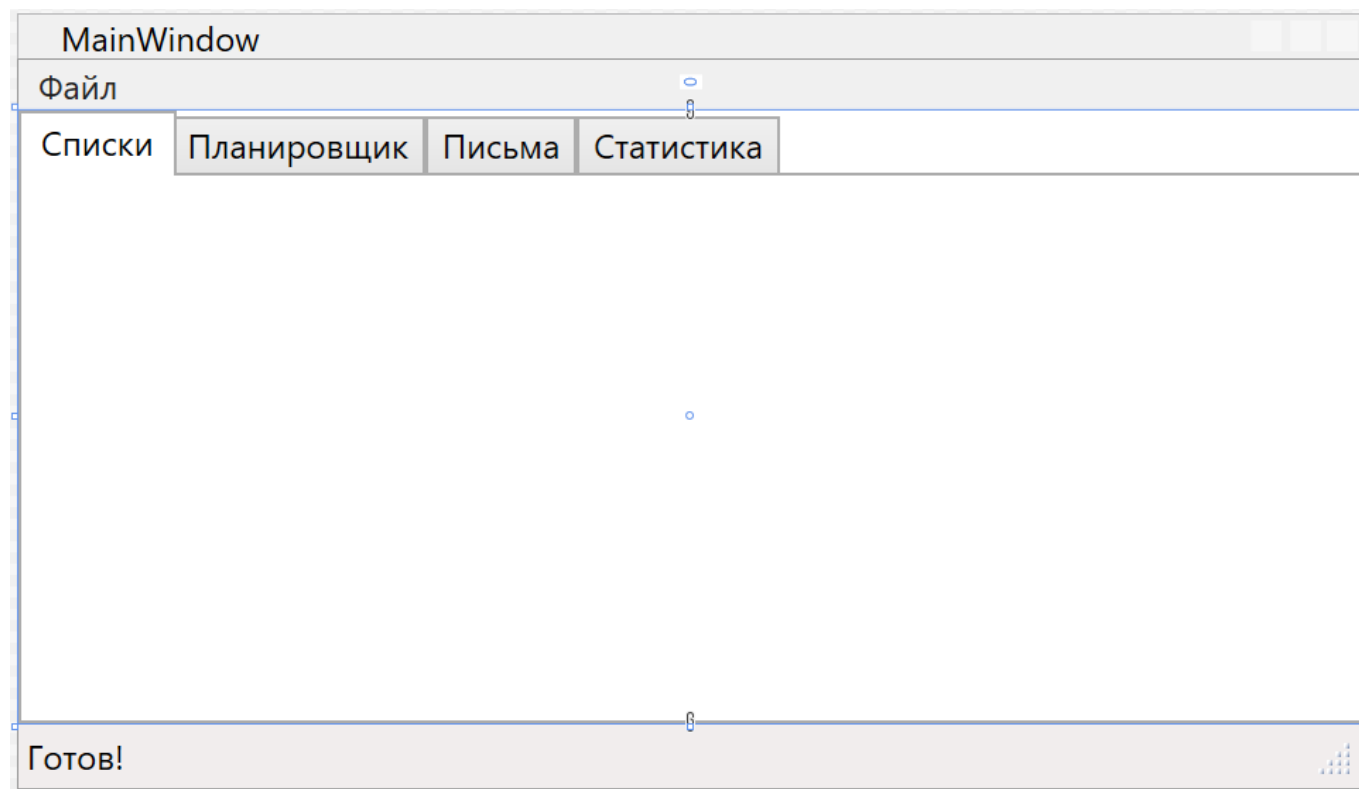 MainWindow
Файл
Списки Планировщик Письма Статистика
Готов!